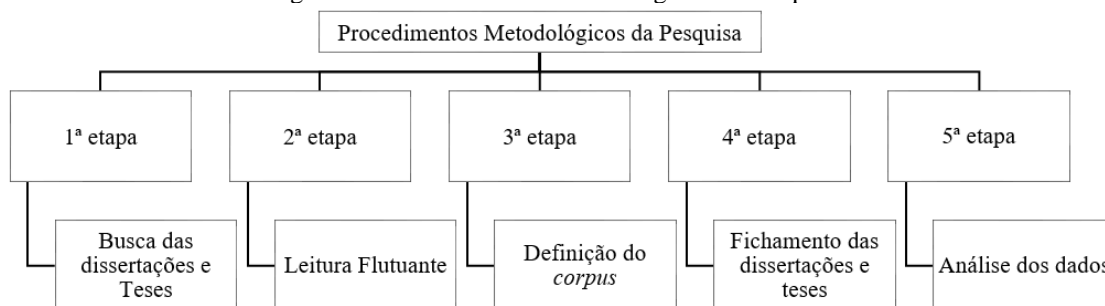 Procedimentos Metodológicos da Pesquisa
1ª etapa
2ª etapa
3ª etapa
4ª etapa
5ª etapa
Busca das
dissertações e
Teses
Leitura Flutuante
Definição do
corpus
Fichamento das
dissertações e
teses
Análise dos dados